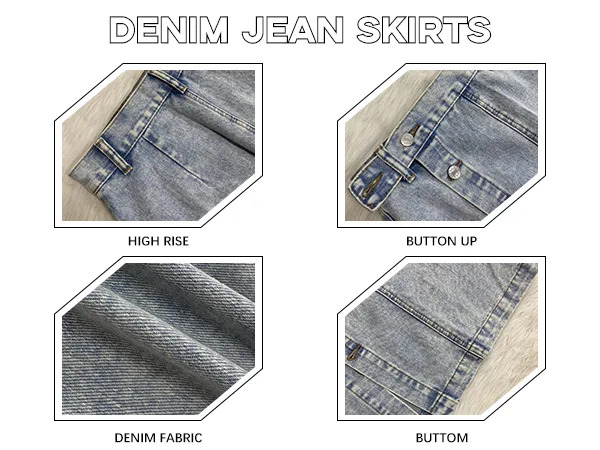 DENIM JEAN SKIRTS
HIGH RISE
BUTTON UP
DENIM FABRIC
BUTTOM